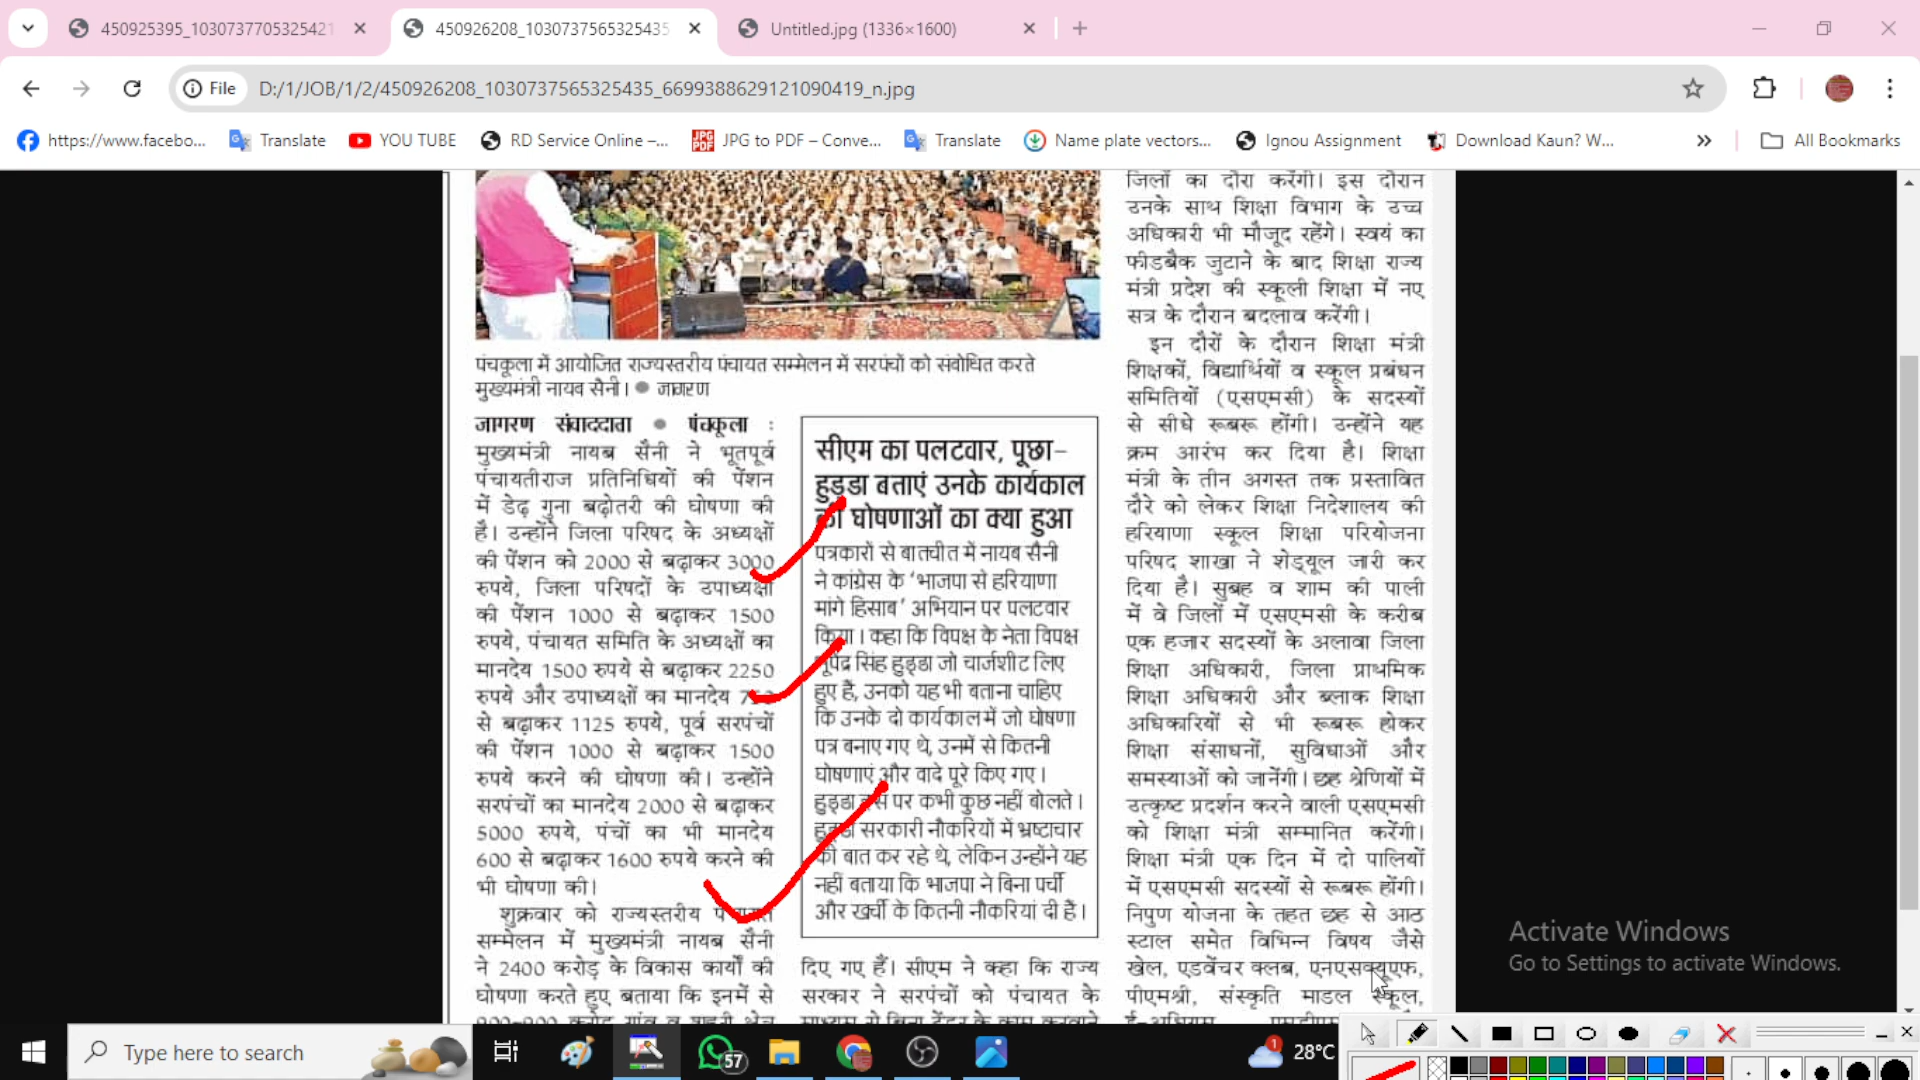 450925395_1030737705325421
450926208_1030737565325435
Untitled.jpg (1336×1600)
File
D:/1/JOB/1/2/450926208_1030737565325435_6699388629121090419_n.jpg
https://www.facebo...
Translate
YOU TUBE
RD Service Online –...
JPG to PDF – Conve...
Translate
Name plate vectors...
Ignou Assignment
Download Kaun? W...
All Bookmarks
पंचकूला में आयोजित राज्यस्तरीय पंचायत सम्मेलन में सरपंचों को संबोधित करते
मुख्यमंत्री नायब सैनी। ● जागरण
जागरण संवाददाता ● पंचकूला :
मुख्यमंत्री नायब सैनी ने भूतपूर्व
पंचायतीराज प्रतिनिधियों की पेंशन
में डेढ़ गुना बढ़ोतरी की घोषणा की
है। उन्होंने जिला परिषद के अध्यक्षों
की पेंशन को 2000 से बढ़ाकर 3000
रुपये, जिला परिषदों के उपाध्यक्षों
की पेंशन 1000 से बढ़ाकर 1500
रुपये, पंचायत समिति के अध्यक्षों का
मानदेय 1500 रुपये से बढ़ाकर 2250
रुपये और उपाध्यक्षों का मानदेय 750
से बढ़ाकर 1125 रुपये, पूर्व सरपंचों
की पेंशन 1000 से बढ़ाकर 1500
रुपये करने की घोषणा की। उन्होंने
सरपंचों का मानदेय 2000 से बढ़ाकर
5000 रुपये, पंचों का भी मानदेय
600 से बढ़ाकर 1600 रुपये करने की
भी घोषणा की।
शुक्रवार को राज्यस्तरीय पंचायत
सम्मेलन में मुख्यमंत्री नायब सैनी
ने 2400 करोड़ के विकास कार्यों की
घोषणा करते हुए बताया कि इनमें से
900-900 करोड़ गांव व शहरी क्षेत्र
सीएम का पलटवार, पूछा–
हुड्डा बताएं उनके कार्यकाल
की घोषणाओं का क्या हुआ
पत्रकारों से बातचीत में नायब सैनी
ने कांग्रेस के 'भाजपा से हरियाणा
मांगे हिसाब' अभियान पर पलटवार
किया। कहा कि विपक्ष के नेता विपक्ष
भूपेंद्र सिंह हुड्डा जो चार्जशीट लिए
हुए हैं, उनको यह भी बताना चाहिए
कि उनके दो कार्यकाल में जो घोषणा
पत्र बनाए गए थे, उनमें से कितनी
घोषणाएं और वादे पूरे किए गए।
हुड्डा इस पर कभी कुछ नहीं बोलते।
हुड्डा सरकारी नौकरियों में भ्रष्टाचार
की बात कर रहे थे, लेकिन उन्होंने यह
नहीं बताया कि भाजपा ने बिना पर्ची
और खर्ची के कितनी नौकरियां दी हैं।
दिए गए हैं। सीएम ने कहा कि राज्य
सरकार ने सरपंचों को पंचायत के
माध्यम से बिना टेंडर के काम करवाने
जिलों का दौरा करेंगी। इस दौरान
उनके साथ शिक्षा विभाग के उच्च
अधिकारी भी मौजूद रहेंगे। स्वयं का
फीडबैक जुटाने के बाद शिक्षा राज्य
मंत्री प्रदेश की स्कूली शिक्षा में नए
सत्र के दौरान बदलाव करेंगी।
इन दौरों के दौरान शिक्षा मंत्री
शिक्षकों, विद्यार्थियों व स्कूल प्रबंधन
समितियों (एसएमसी) के सदस्यों
से सीधे रूबरू होंगी। उन्होंने यह
क्रम आरंभ कर दिया है। शिक्षा
मंत्री के तीन अगस्त तक प्रस्तावित
दौरे को लेकर शिक्षा निदेशालय की
हरियाणा स्कूल शिक्षा परियोजना
परिषद शाखा ने शेड्यूल जारी कर
दिया है। सुबह व शाम की पाली
में वे जिलों में एसएमसी के करीब
एक हजार सदस्यों के अलावा जिला
शिक्षा अधिकारी, जिला प्राथमिक
शिक्षा अधिकारी और ब्लाक शिक्षा
अधिकारियों से भी रूबरू होकर
शिक्षा संसाधनों, सुविधाओं और
समस्याओं को जानेंगी। छह श्रेणियों में
उत्कृष्ट प्रदर्शन करने वाली एसएमसी
को शिक्षा मंत्री सम्मानित करेंगी।
शिक्षा मंत्री एक दिन में दो पालियों
में एसएमसी सदस्यों से रूबरू होंगी।
निपुण योजना के तहत छह से आठ
स्टाल समेत विभिन्न विषय जैसे
खेल, एडवेंचर क्लब, एनएसक्यूएफ,
पीएमश्री, संस्कृति माडल स्कूल,
Activate Windows
Go to Settings to activate Windows.
Type here to search
57
1
28°C